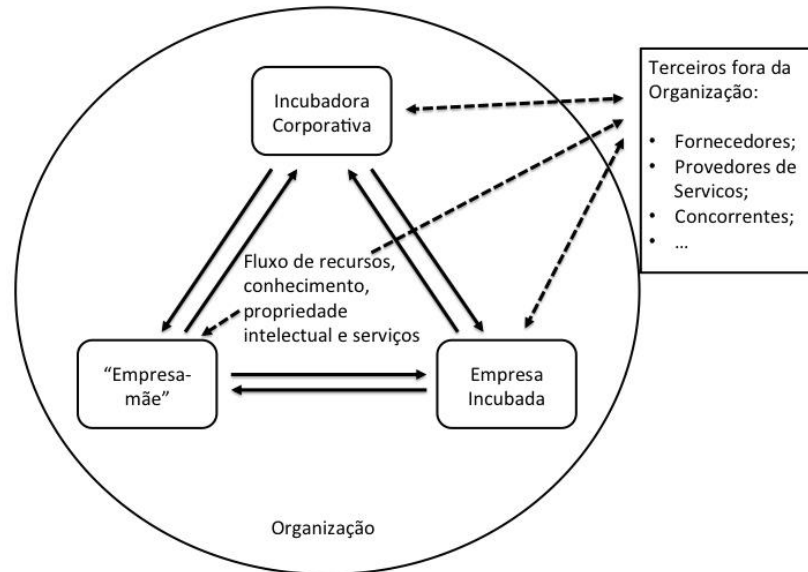 Incubadora
Corporativa
Terceiros fora da
Organização:
• Fornecedores;
• Provedores de
Servicos;
• Concorrentes;
• ...
Fluxo de recursos,
conhecimento,
propriedade
intelectual e serviços
“Empresa-
mãe”
Empresa
Incubada
Organização